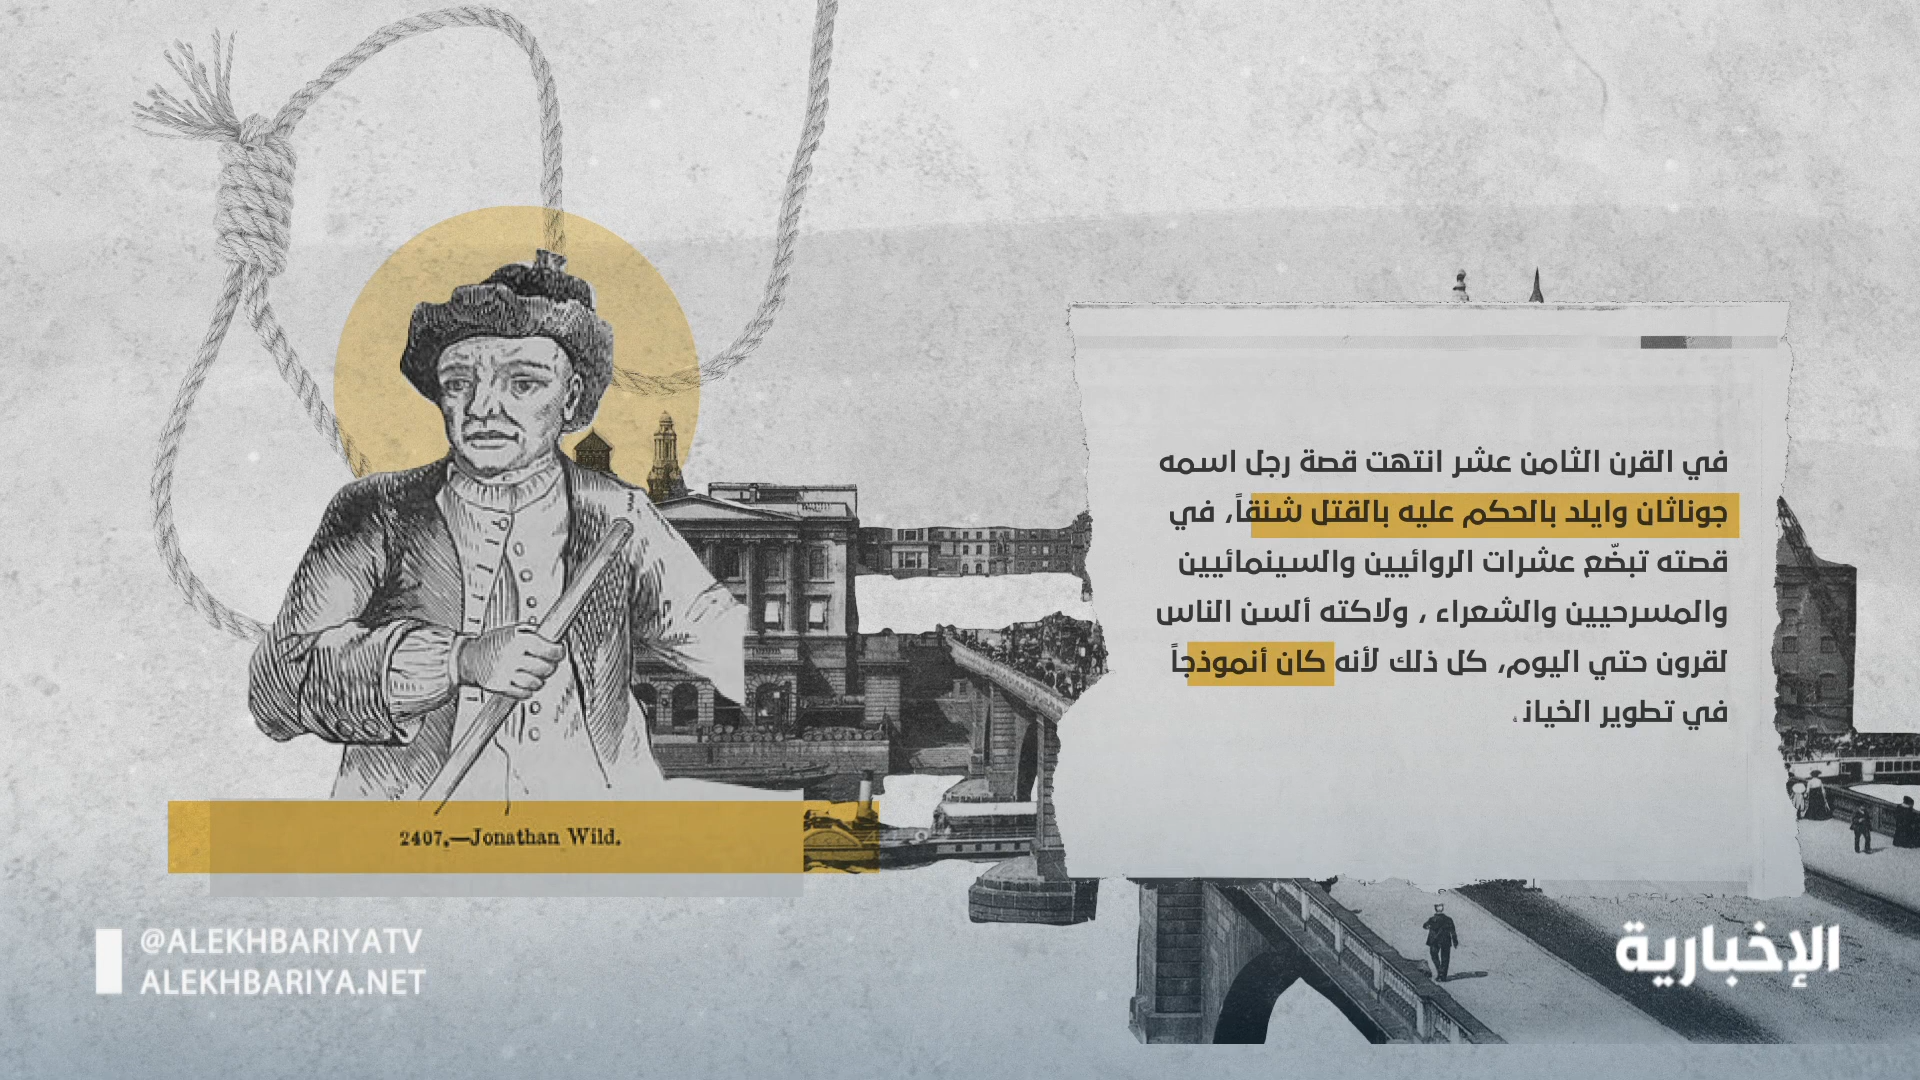 في القرن الثامن عشر انتهت قصة رجل اسمه
جوناثان وايلد بالحكم عليه بالقتل شنقاً، في
قصته تبضّع عشرات الروائيين والسينمائيين
والمسرحيين والشعراء ، ولاكته ألسن الناس
لقرون حتي اليوم، كل ذلك لأنه كان أنموذجاً
في تطوير
2407.—Jonathan Wild.
@ALEKHBARIYATV
ALEKHBARIYA.NET
الإخبارية